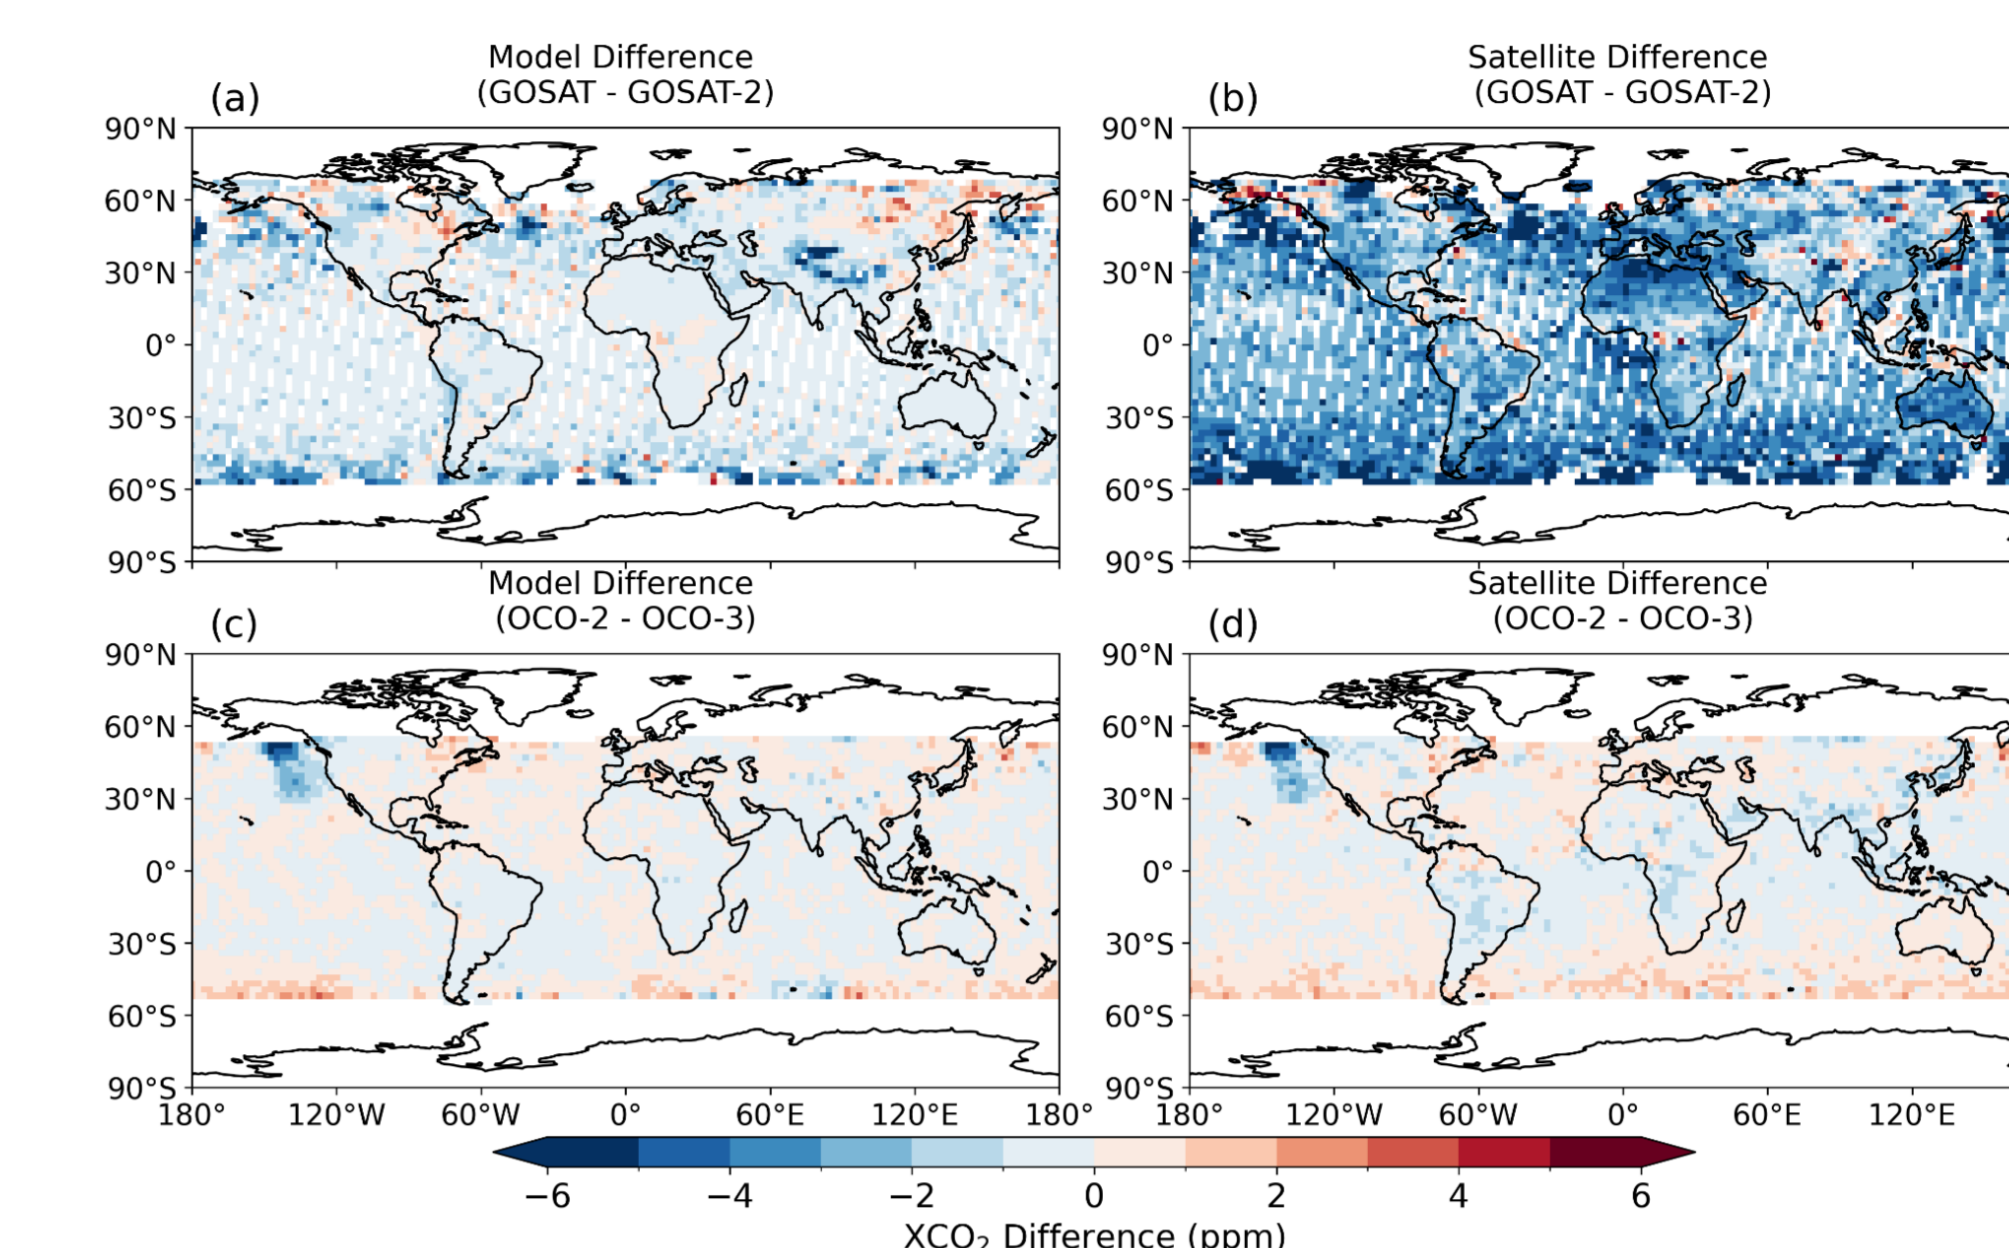 Model Difference
(GOSAT - GOSAT-2)
(a)
90°N
60°N
30°N
0°
30°S
60°S
90°S
Satellite Difference
(GOSAT - GOSAT-2)
(b)
90°N
60°N
30°N
0°
30°S
60°S
90°S
Model Difference
(OCO-2 - OCO-3)
(c)
90°N
60°N
30°N
0°
30°S
60°S
90°S
180° 120°W 60°W 0° 60°E 120°E 180°
Satellite Difference
(OCO-2 - OCO-3)
(d)
90°N
60°N
30°N
0°
30°S
60°S
90°S
180° 120°W 60°W 0° 60°E 120°E
−6 −4 −2 0 2 4 6
XCO₂ Difference (ppm)